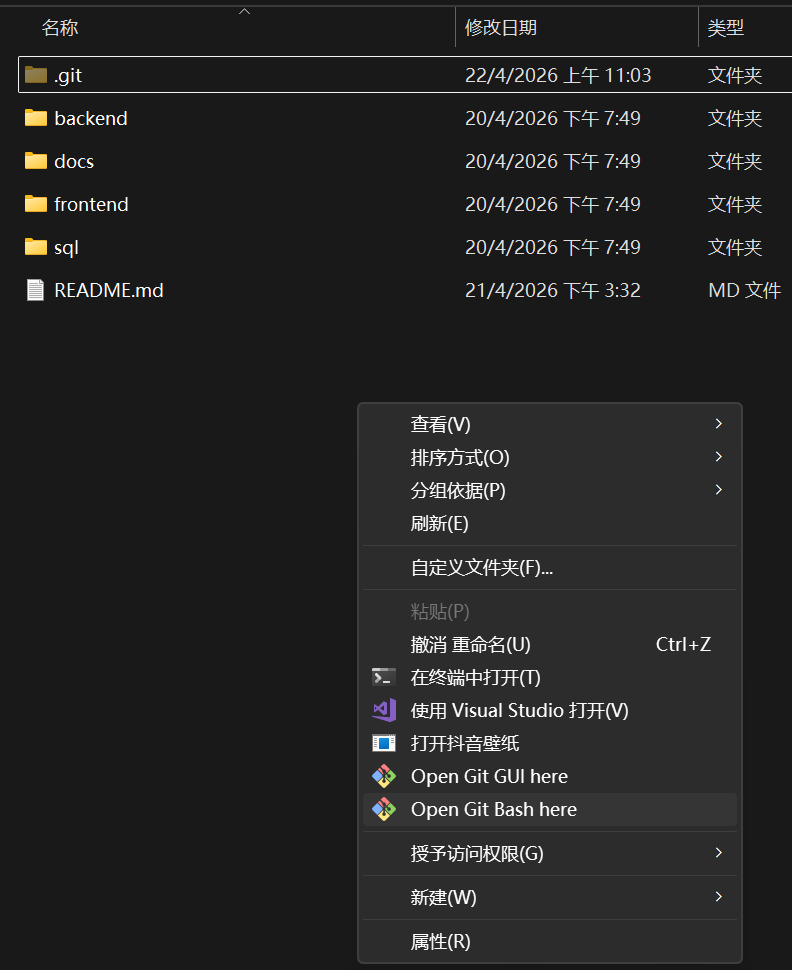 名称 修改日期 类型
.git 22/4/2026 上午 11:03 文件夹
backend 20/4/2026 下午 7:49 文件夹
docs 20/4/2026 下午 7:49 文件夹
frontend 20/4/2026 下午 7:49 文件夹
sql 20/4/2026 下午 7:49 文件夹
README.md 21/4/2026 下午 3:32 MD 文件
查看(V)
排序方式(O)
分组依据(P)
刷新(E)
自定义文件夹(F)...
粘贴(P)
撤消 重命名(U) Ctrl+Z
在终端中打开(T)
使用 Visual Studio 打开(V)
打开抖音壁纸
Open Git GUI here
Open Git Bash here
授予访问权限(G)
新建(W)
属性(R)